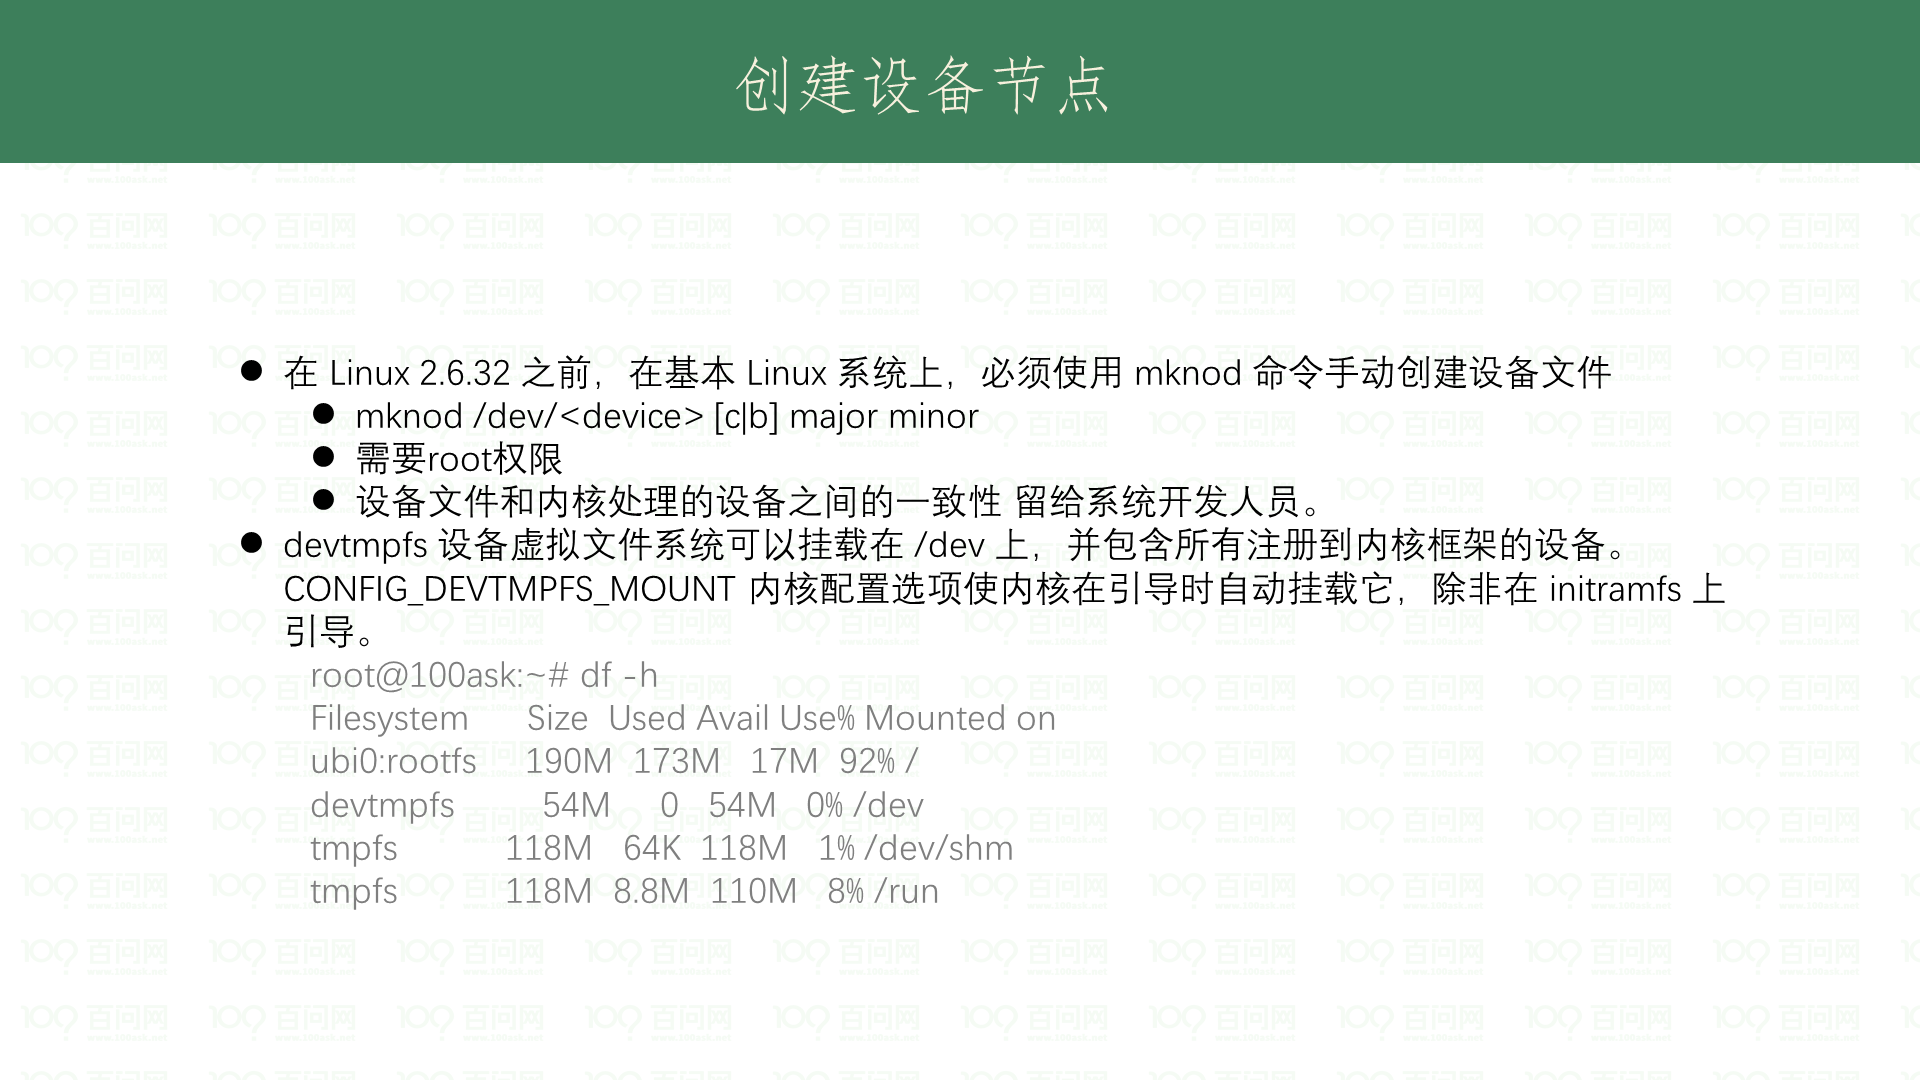 创建设备节点
在 Linux 2.6.32 之前，在基本 Linux 系统上，必须使用 mknod 命令手动创建设备文件
mknod /dev/<device> [c|b] major minor
需要root权限
设备文件和内核处理的设备之间的一致性 留给系统开发人员。
devtmpfs 设备虚拟文件系统可以挂载在 /dev 上，并包含所有注册到内核框架的设备。
CONFIG_DEVTMPFS_MOUNT 内核配置选项使内核在引导时自动挂载它，除非在 initramfs 上
引导。
root@100ask:~# df -h
Filesystem Size Used Avail Use% Mounted on
ubi0:rootfs 190M 173M 17M 92% /
devtmpfs 54M 0 54M 0% /dev
tmpfs 118M 64K 118M 1% /dev/shm
tmpfs 118M 8.8M 110M 8% /run